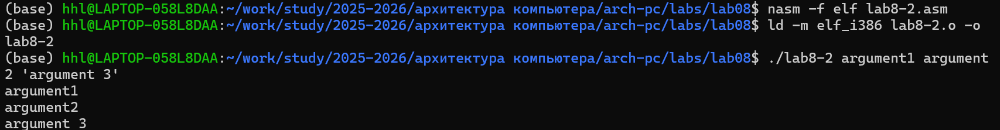 (base) hhl@LAPTOP-058L8DAA:~/work/study/2025-2026/архитектура компьютера/arch-pc/labs/lab08$ nasm -f elf lab8-2.asm
(base) hhl@LAPTOP-058L8DAA:~/work/study/2025-2026/архитектура компьютера/arch-pc/labs/lab08$ ld -m elf_i386 lab8-2.o -o
lab8-2
(base) hhl@LAPTOP-058L8DAA:~/work/study/2025-2026/архитектура компьютера/arch-pc/labs/lab08$ ./lab8-2 argument1 argument
2 'argument 3'
argument1
argument2
argument 3